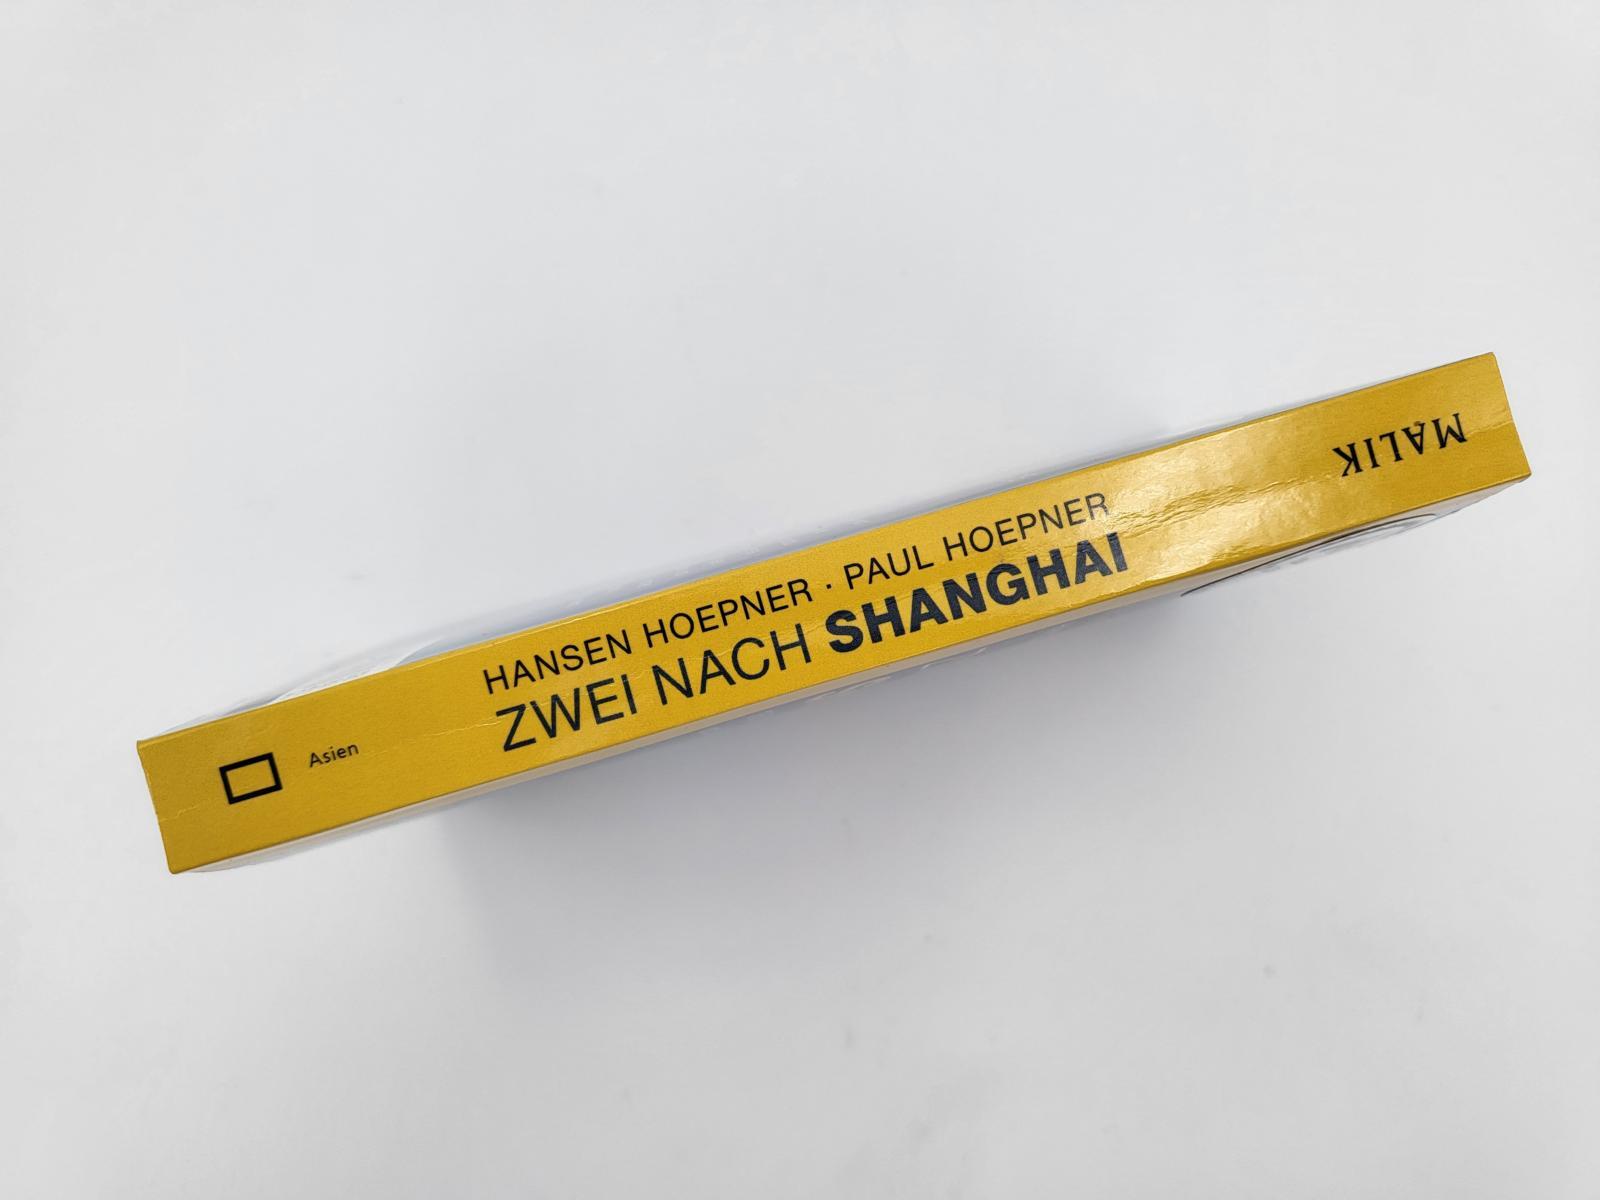 Asien
HANSEN HOEPNER · PAUL HOEPNER
ZWEI NACH SHANGHAI
MALIK